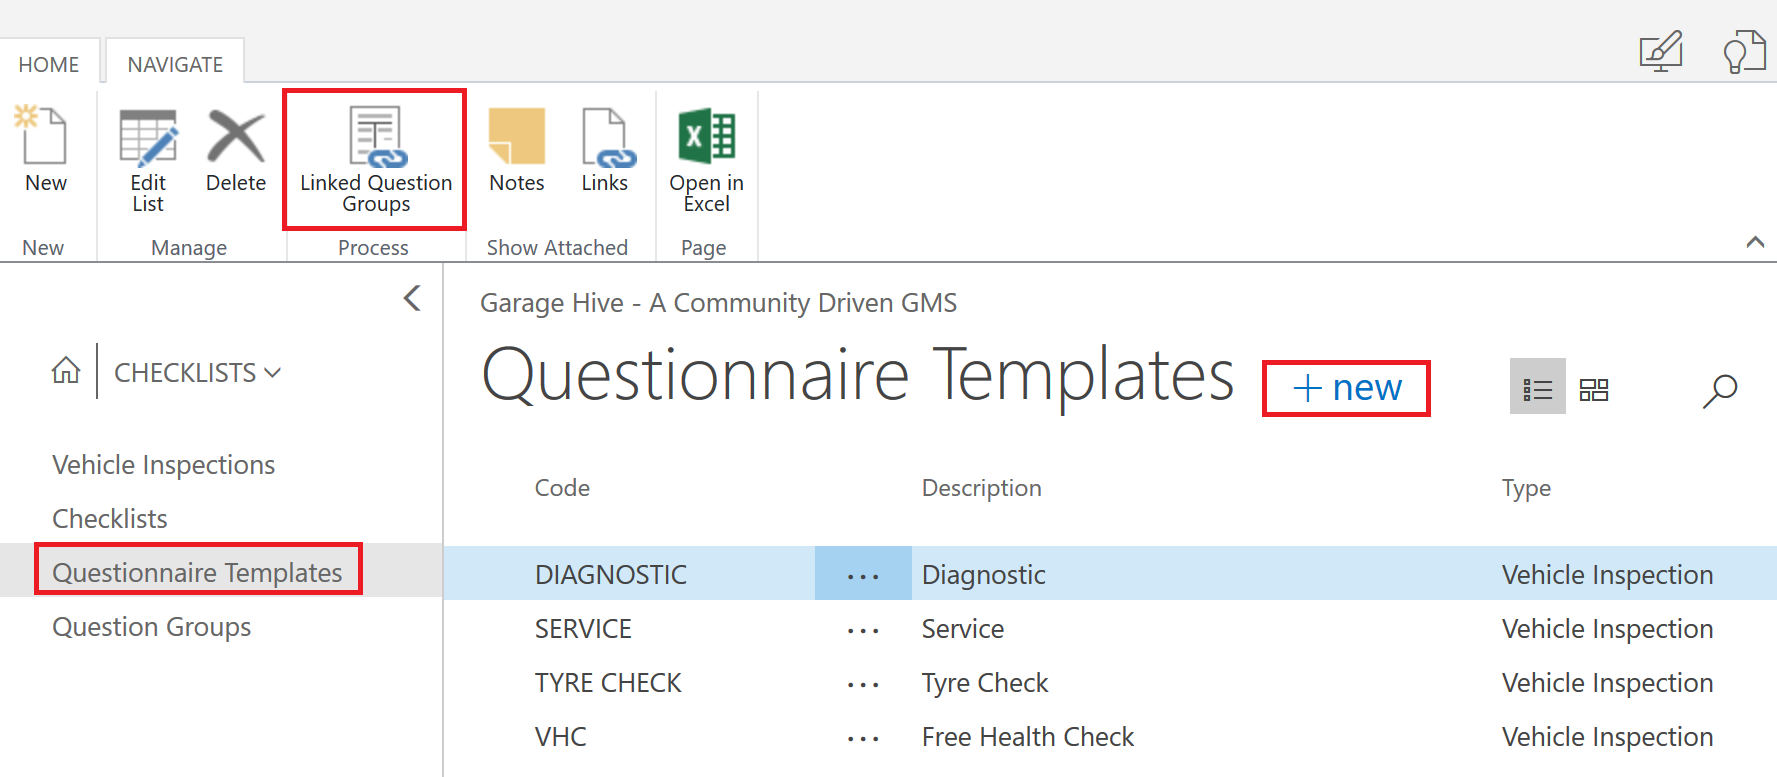 HOME NAVIGATE
New Edit List Delete Linked Question Groups Notes Links Open in Excel
New Manage Process Show Attached Page
Garage Hive - A Community Driven GMS
CHECKLISTS
Questionnaire Templates + new
Vehicle Inspections
Checklists
Questionnaire Templates
Question Groups
Code Description Type
DIAGNOSTIC ... Diagnostic Vehicle Inspection
SERVICE ... Service Vehicle Inspection
TYRE CHECK ... Tyre Check Vehicle Inspection
VHC ... Free Health Check Vehicle Inspection